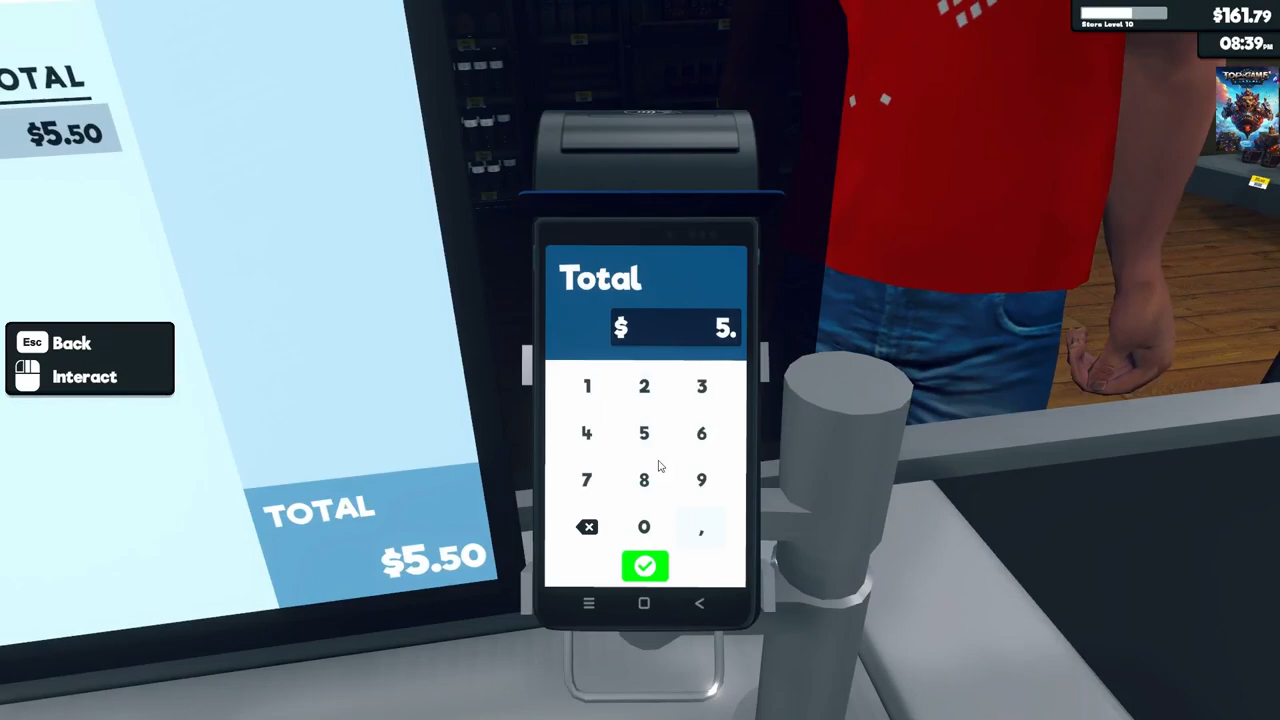 $161.79
Store Level 10
08:39PM
TOTAL
$5.50
Total
$ 5.
Esc Back
Interact
1 2 3
4 5 6
7 8 9
0 ,
TOTAL
$5.50